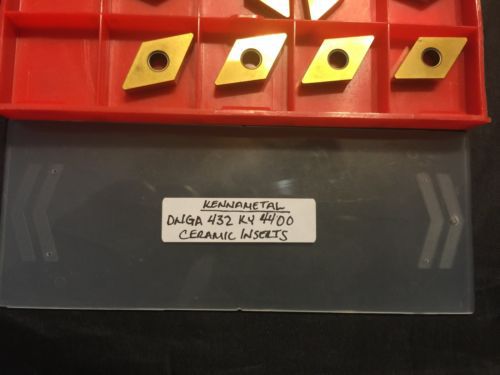 KENNAMETAL
DNGA 432 KY 4400
CERAMIC INSERTS